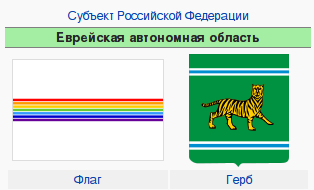 Субъект Российской Федерации
Еврейская автономная область
Флаг Герб